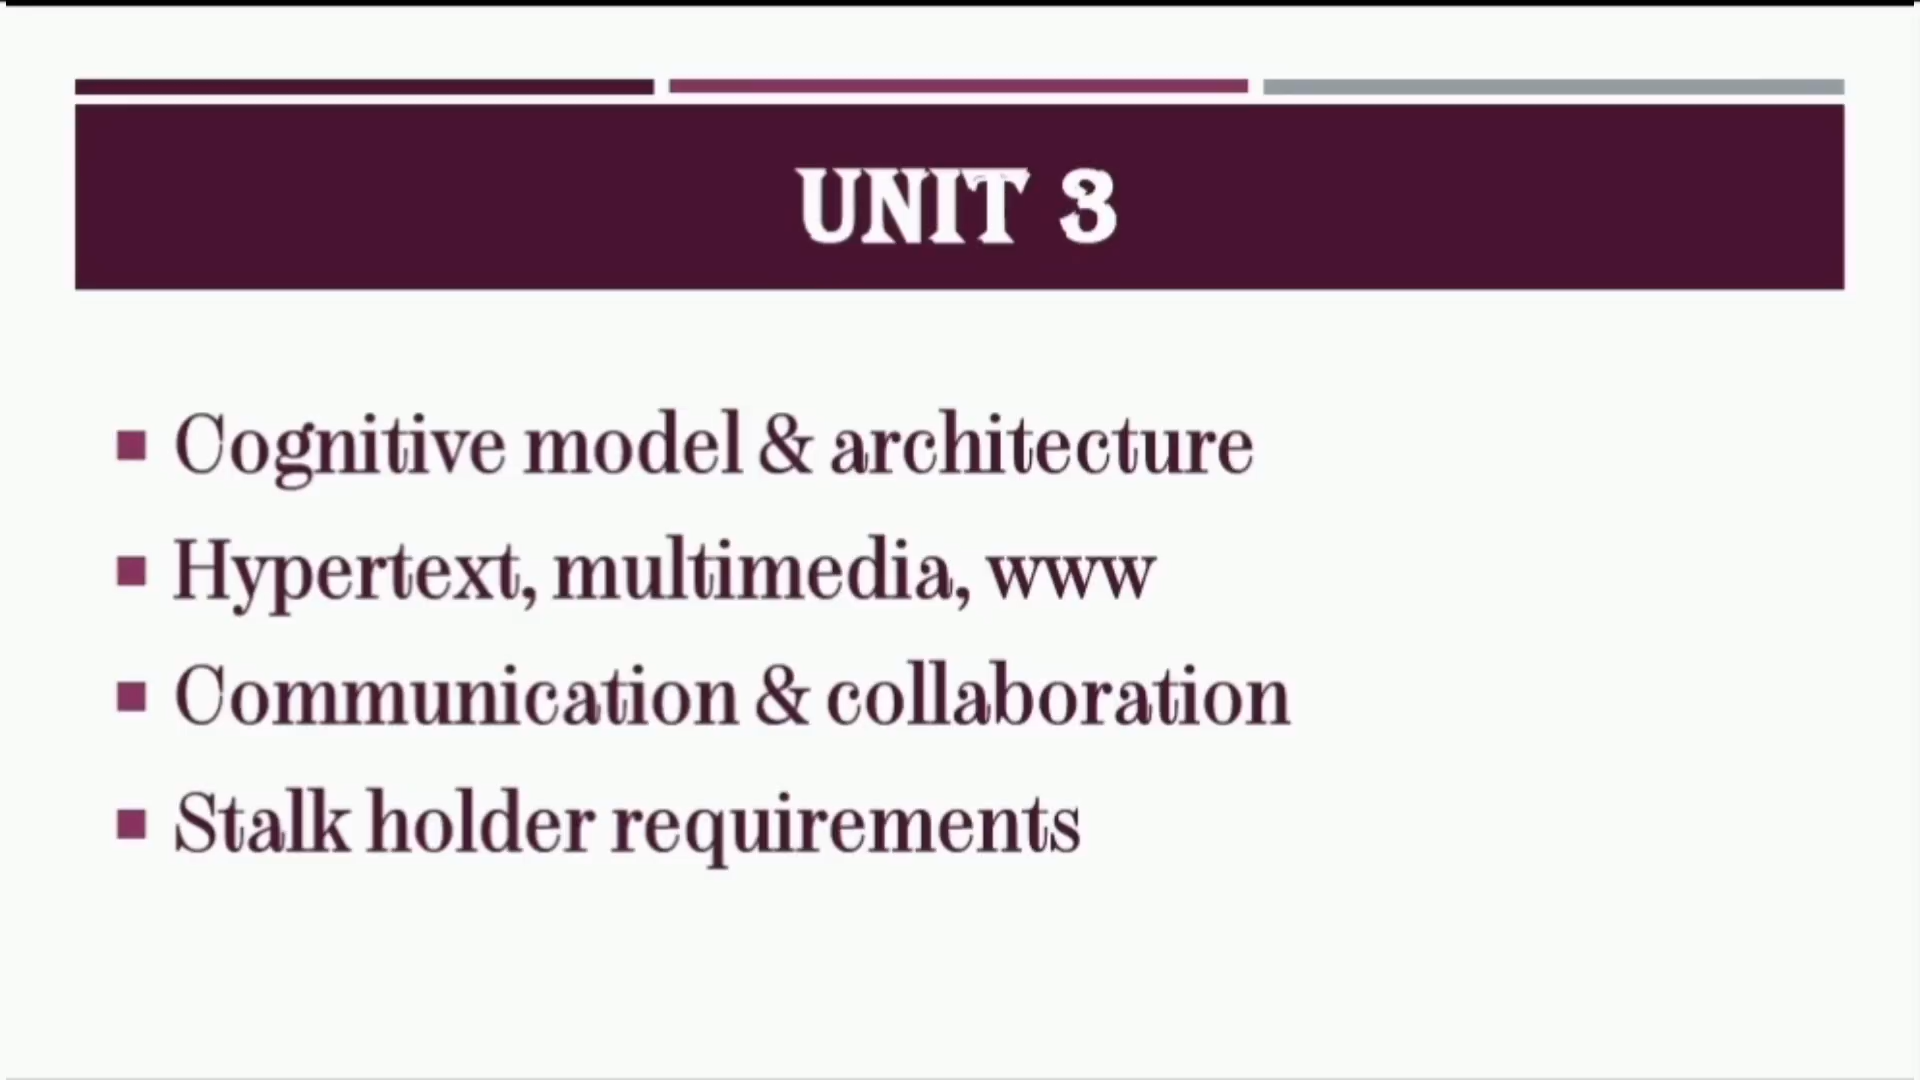 UNIT 3
Cognitive model & architecture
Hypertext, multimedia, www
Communication & collaboration
Stalk holder requirements